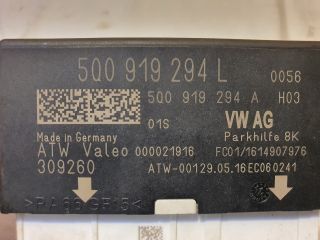 5Q0 919 294 L 0056
5Q0 919 294 A H03
01S VW AG
Made in Germany Parkhilfe 8K
ATW Valeo 000021916 FC01/1614907976
309260 ATW-00129.05.16EC060241